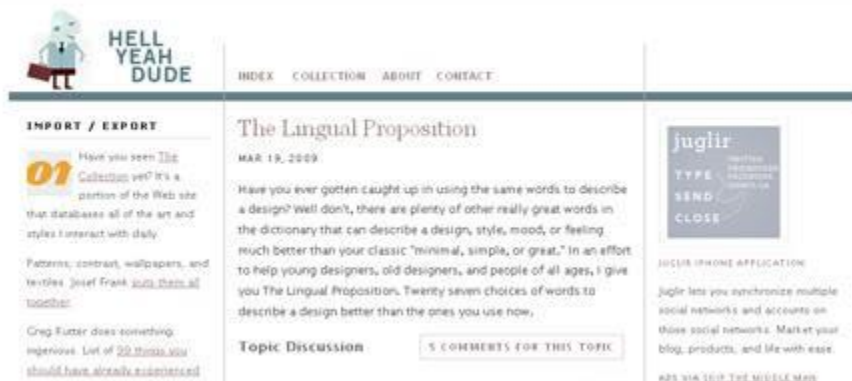 HELL
YEAH
DUDE
INDEX COLLECTION ABOUT CONTACT
IMPORT / EXPORT
01
Have you seen The
Collection yet? It's a
portion of the Web site
that databases all of the art and
styles I interact with daily.
Patterns, contrast, wallpapers, and
textiles. Josef Frank puts them all
together.
Greg Rutter does something
ingenious. List of 99 things you
should have already experienced
The Lingual Proposition
MAR 19, 2009
Have you ever gotten caught up in using the same words to describe
a design? Well don't, there are plenty of other really great words in
the dictionary that can describe a design, style, mood, or feeling
much better than your classic "minimal, simple, or great." In an effort
to help young designers, old designers, and people of all ages, I give
you The Lingual Proposition. Twenty seven choices of words to
describe a design better than the ones you use now.
Topic Discussion
5 COMMENTS FOR THIS TOPIC
juglir
TYPE
SEND
CLOSE
JUGLIR IPHONE APPLICATION
Juglir lets you synchronize multiple
social networks and accounts on
those social networks. Market your
blog, products, and life with ease.
ADS VIA SKIP THE MIDDLE MAN